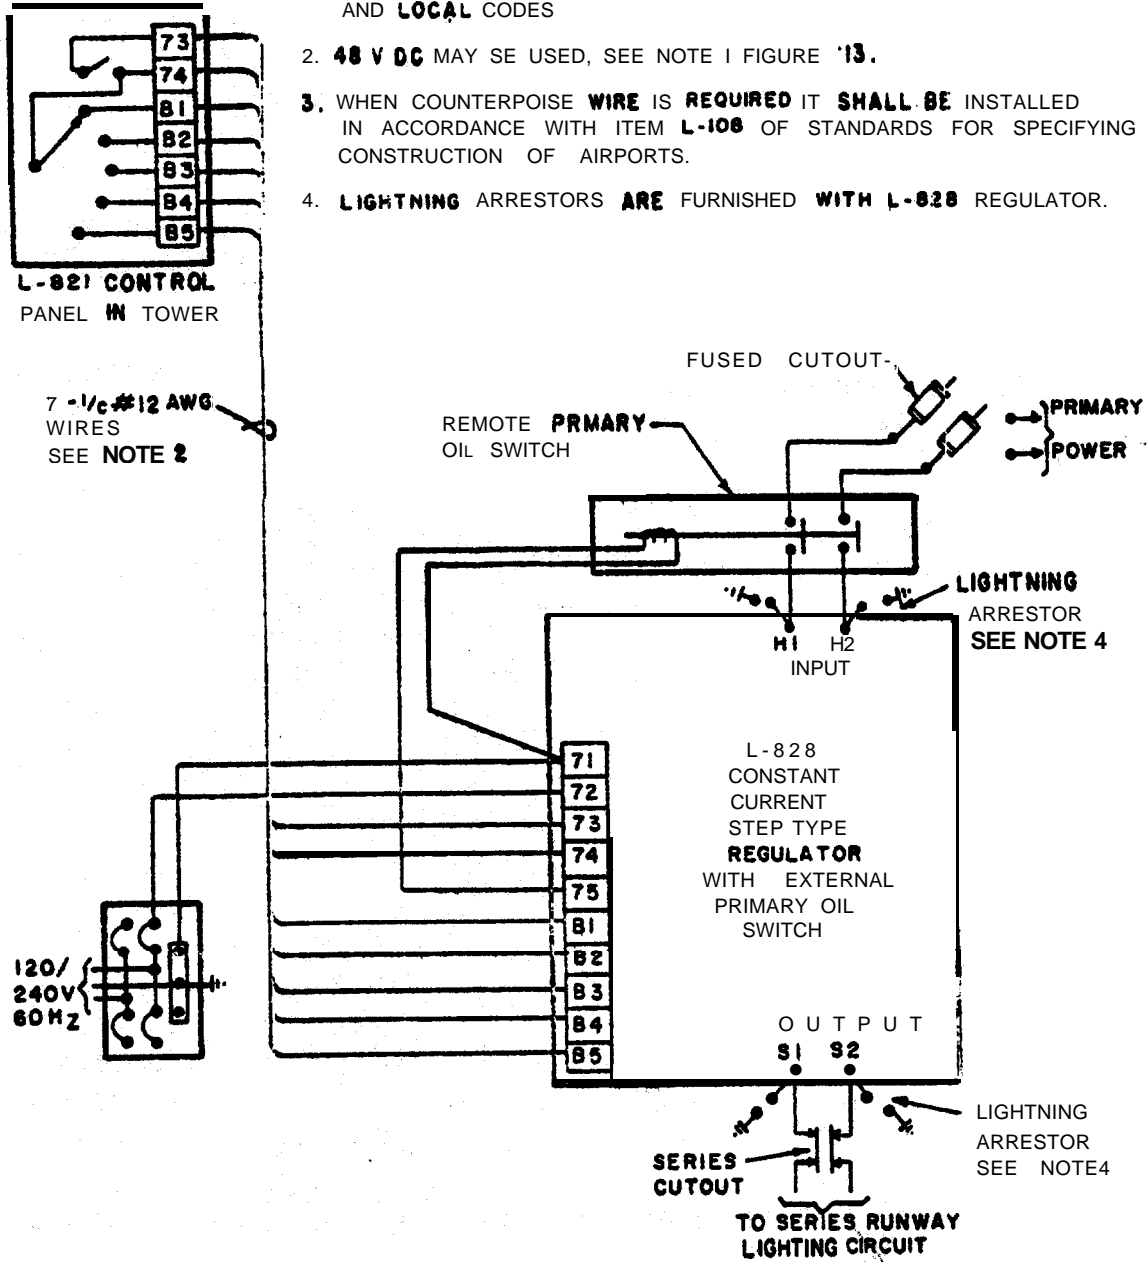 AND LOCAL CODES
2. 48 V DC MAY SE USED, SEE NOTE I FIGURE '13.
3. WHEN COUNTERPOISE WIRE IS REQUIRED IT SHALL BE INSTALLED
IN ACCORDANCE WITH ITEM L-108 OF STANDARDS FOR SPECIFYING
CONSTRUCTION OF AIRPORTS.
4. LIGHTNING ARRESTORS ARE FURNISHED WITH L-828 REGULATOR.
73
74
B1
B2
B3
B4
B5
L-821 CONTROL
PANEL IN TOWER
7 -1/c #12 AWG
WIRES
SEE NOTE 2
FUSED CUTOUT-
REMOTE PRMARY
OIL SWITCH
PRIMARY
POWER
LIGHTNING
ARRESTOR
SEE NOTE 4
H1 H2
INPUT
71
72
73
74
75
B1
B2
B3
B4
B5
L-828
CONSTANT
CURRENT
STEP TYPE
REGULATOR
WITH EXTERNAL
PRIMARY OIL
SWITCH
120/
240V
60HZ
OUTPUT
S1 S2
LIGHTNING
ARRESTOR
SEE NOTE4
SERIES
CUTOUT
TO SERIES RUNWAY
LIGHTING CIRCUIT